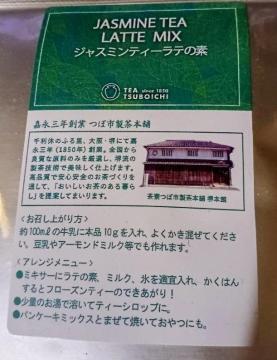 JASMINE TEA
LATTE MIX
ジャスミンティーラテの素
TEA since 1850
TSUBOICHI
嘉永三年創業 つぼ市製茶本舗
千利休のふる里、大阪・堺にて嘉
永三年(1850年)創業。全国から
良質な原料のみを厳選し、堺流の
製茶技術で美味しく仕上げます。
高品質で安心安全のお茶づくりを
通して、「おいしいお茶のある暮ら
し」を提案してまいります。
茶寮つぼ市製茶本舗 堺本館
<お召し上がり方>
約100mlの牛乳に本品10gを入れ、よくかき混ぜてくださ
い。豆乳やアーモンドミルク等でも作れます。
<アレンジメニュー>
●ミキサーにラテの素、ミルク、氷を適宜入れ、かくはん
するとフローズンティーのできあがり!
●少量のお湯で溶いてティーシロップに。
●パンケーキミックスとまぜて焼いておやつにも。